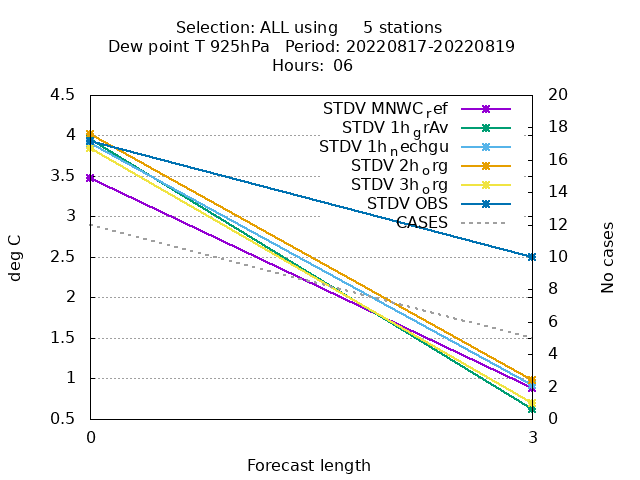 Selection: ALL using     5 stations
Dew point T 925hPa   Period: 20220817-20220819
Hours:  06
4.5
4
3.5
3
2.5
2
1.5
1
0.5
deg C
STDV MNWC_ref
STDV 1h_grAv
STDV 1h_nechgu
STDV 2h_org
STDV 3h_org
STDV OBS
CASES
20
18
16
14
12
10
8
6
4
2
0
No cases
0
3
Forecast length